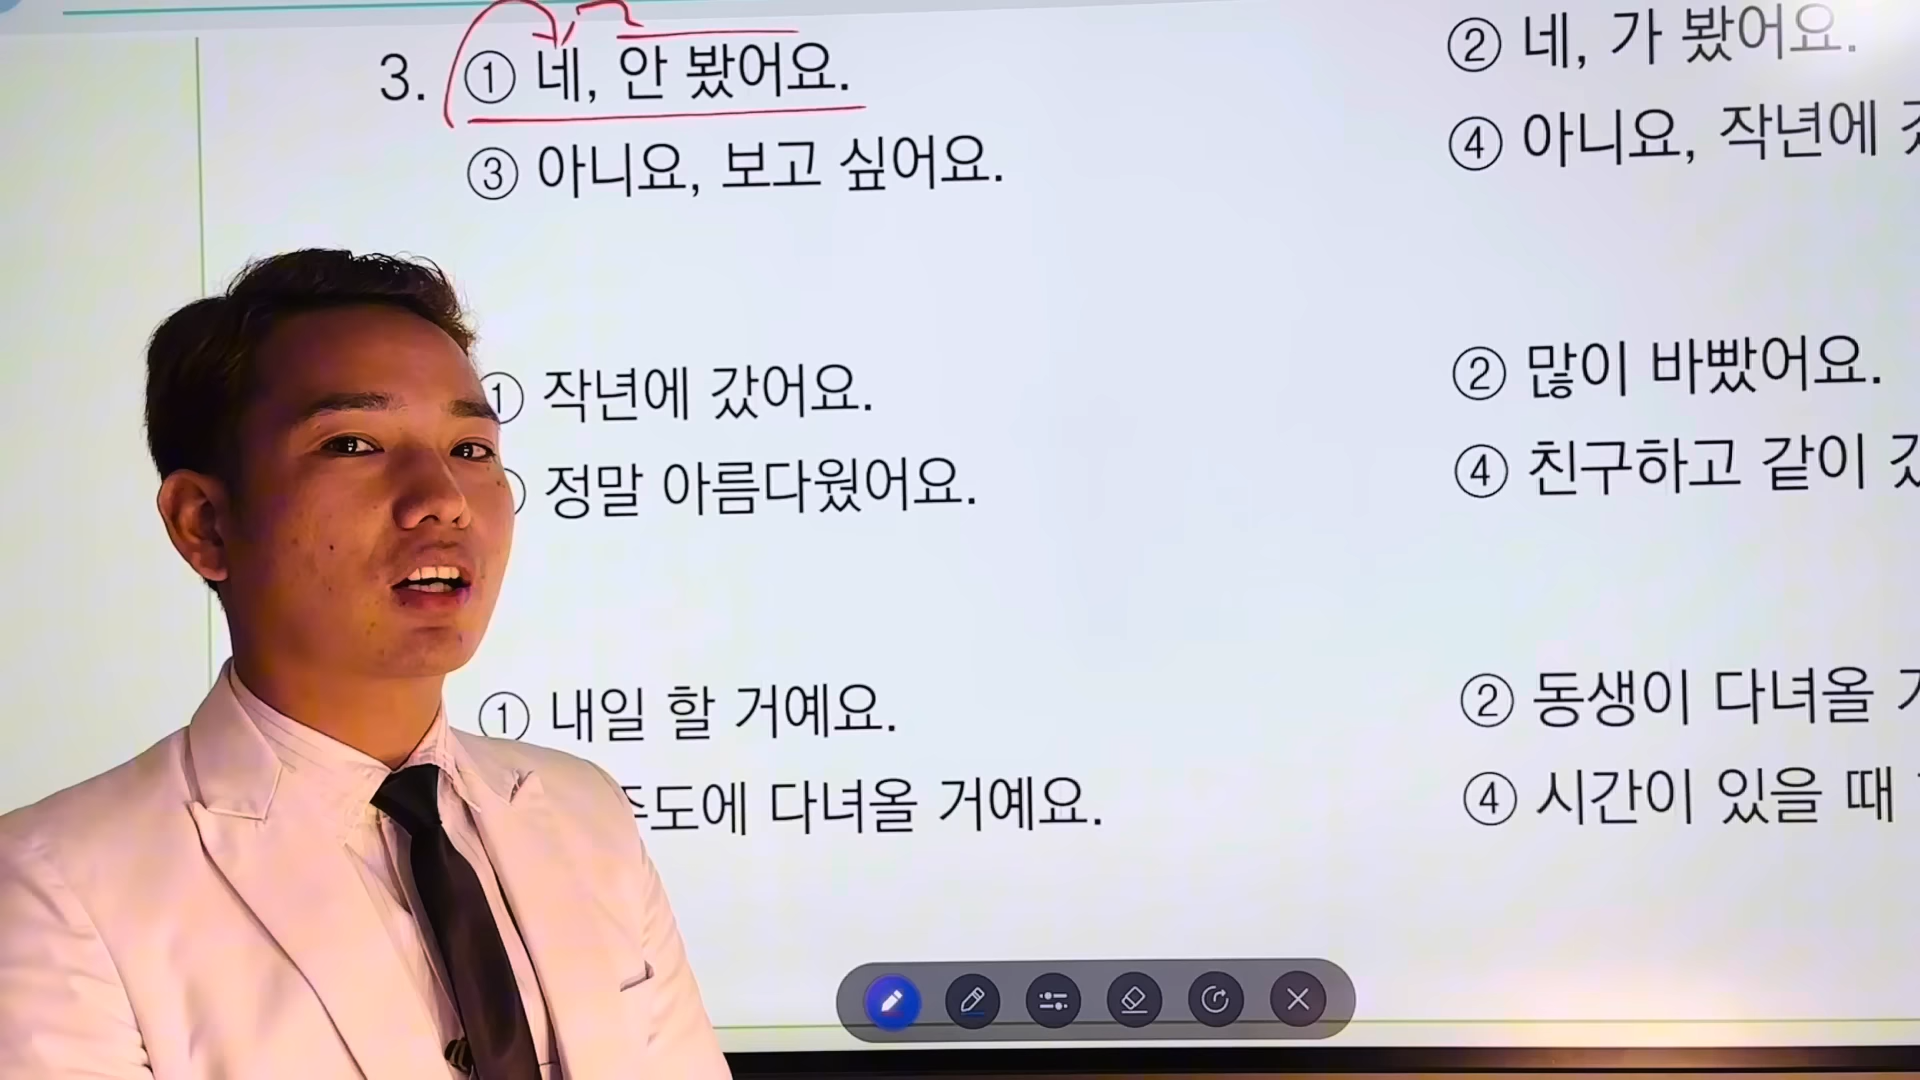 3. ① 네, 안 봤어요.
② 네, 가 봤어요.
③ 아니요, 보고 싶어요.
④ 아니요, 작년에
① 작년에 갔어요.
② 많이 바빴어요.
정말 아름다웠어요.
④ 친구하고 같이
① 내일 할 거예요.
② 동생이 다녀올
다녀올 거예요.
④ 시간이 있을 때